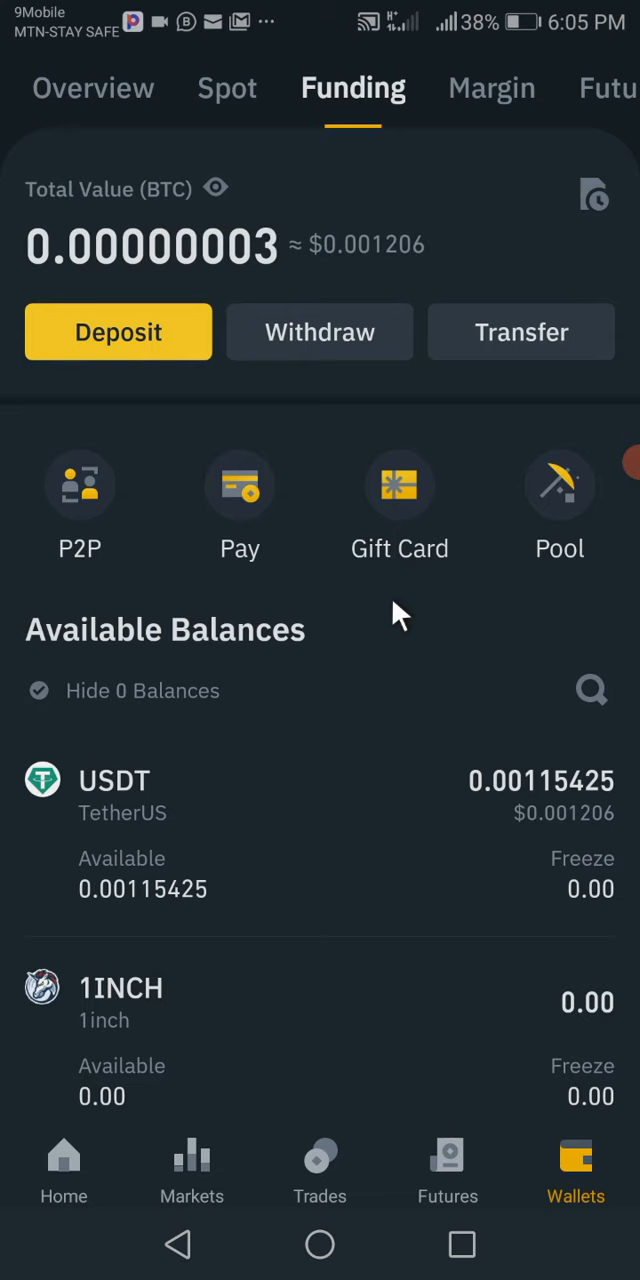 9Mobile
MTN-STAY SAFE
38% 6:05 PM
Overview Spot Funding Margin Futu
Total Value (BTC)
0.00000003 ≈ $0.001206
Deposit Withdraw Transfer
P2P Pay Gift Card Pool
Available Balances
Hide 0 Balances
USDT 0.00115425
TetherUS $0.001206
Available Freeze
0.00115425 0.00
1INCH 0.00
1inch
Available Freeze
0.00 0.00
Home Markets Trades Futures Wallets